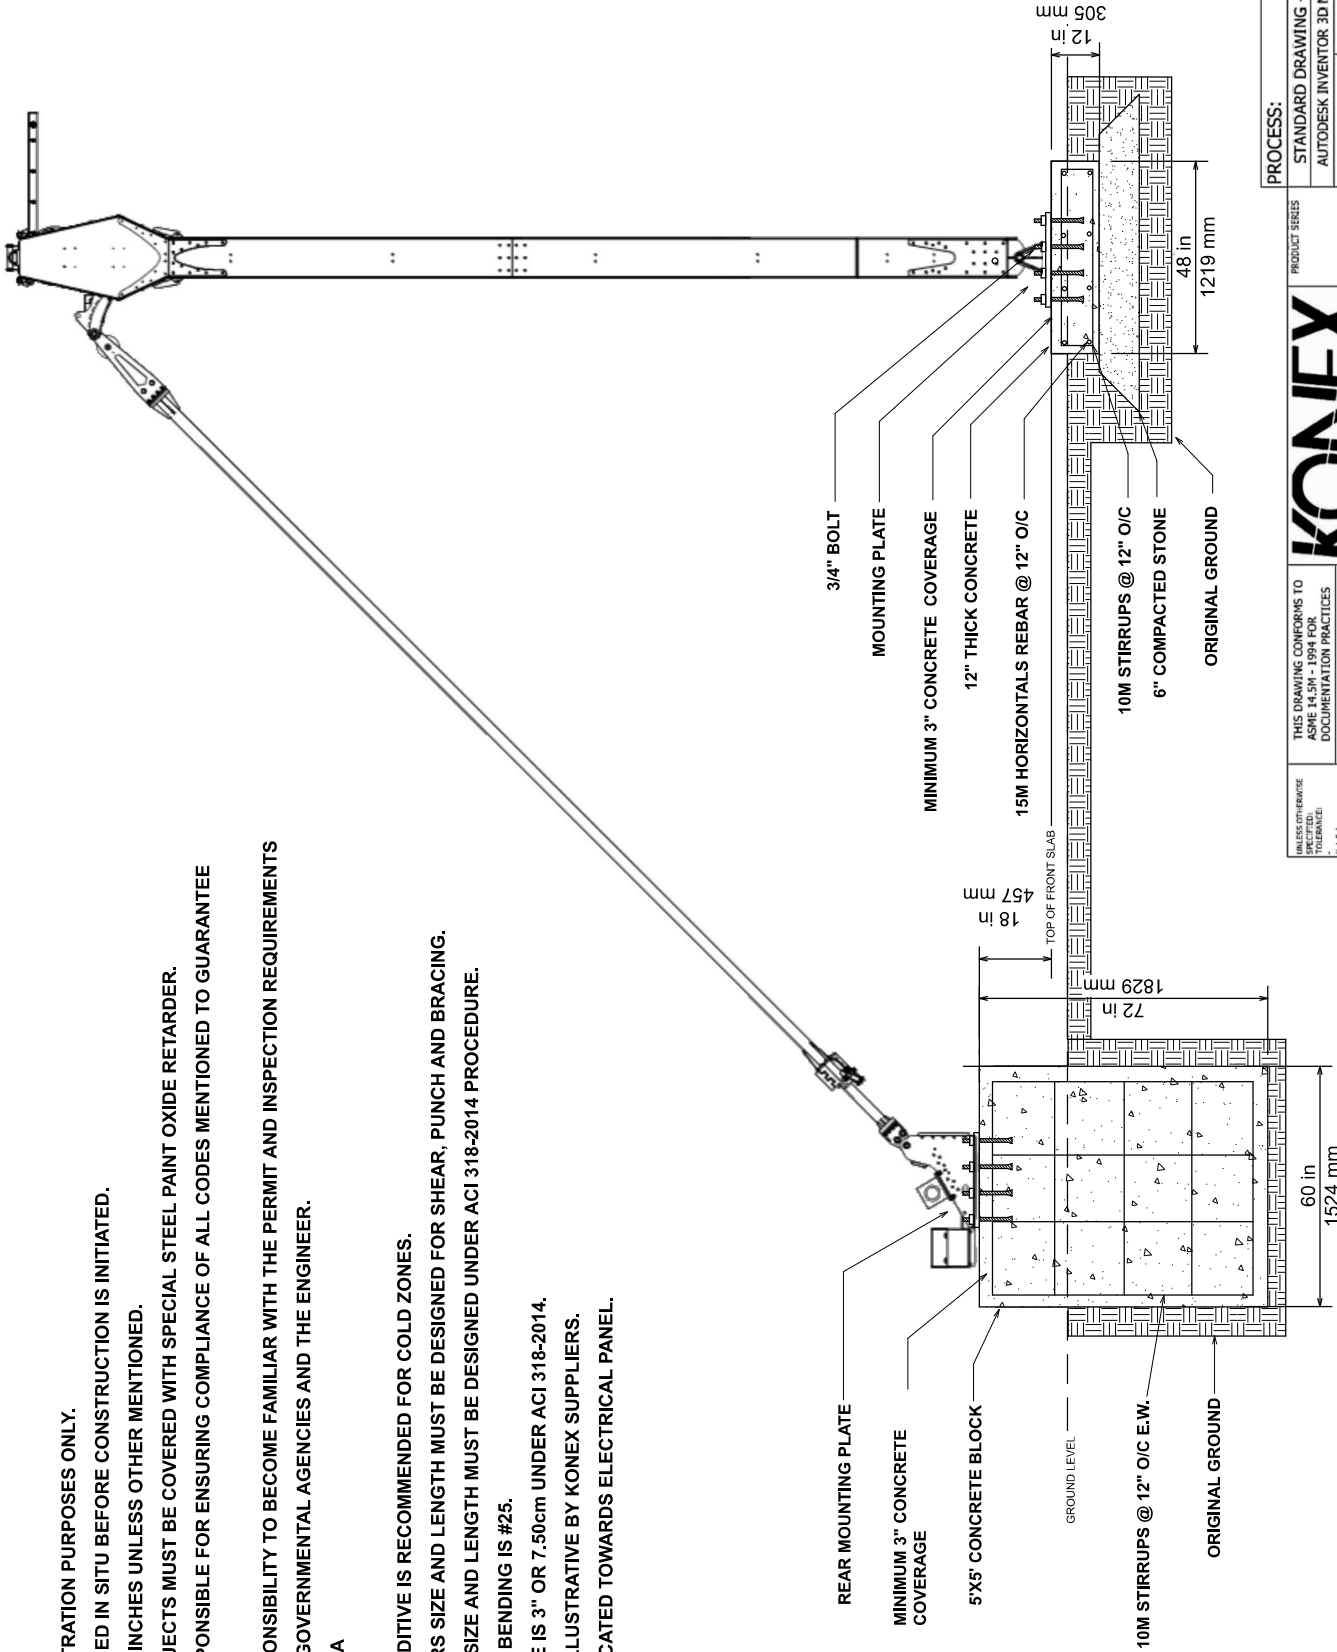 TRATION PURPOSES ONLY.
ED IN SITU BEFORE CONSTRUCTION IS INITIATED.
INCHES UNLESS OTHER MENTIONED.
JECTS MUST BE COVERED WITH SPECIAL STEEL PAINT OXIDE RETARDER.
PONSIBLE FOR ENSURING COMPLIANCE OF ALL CODES MENTIONED TO GUARANTEE
ONSIBILITY TO BECOME FAMILIAR WITH THE PERMIT AND INSPECTION REQUIREMENTS
GOVERNMENTAL AGENCIES AND THE ENGINEER.
A
DITIVE IS RECOMMENDED FOR COLD ZONES.
RS SIZE AND LENGTH MUST BE DESIGNED FOR SHEAR, PUNCH AND BRACING.
SIZE AND LENGTH MUST BE DESIGNED UNDER ACI 318-2014 PROCEDURE.
BENDING IS #25.
E IS 3" OR 7.50cm UNDER ACI 318-2014.
LUSTRATIVE BY KONEX SUPPLIERS.
CATED TOWARDS ELECTRICAL PANEL.
REAR MOUNTING PLATE
MINIMUM 3" CONCRETE
COVERAGE
5'X5' CONCRETE BLOCK
GROUND LEVEL
10M STIRRUPS @ 12" O/C E.W.
ORIGINAL GROUND
60 in
1524 mm
72 in
1829 mm
18 in
457 mm
TOP OF FRONT SLAB
3/4" BOLT
MOUNTING PLATE
MINIMUM 3" CONCRETE COVERAGE
12" THICK CONCRETE
15M HORIZONTALS REBAR @ 12" O/C
10M STIRRUPS @ 12" O/C
6" COMPACTED STONE
ORIGINAL GROUND
48 in
1219 mm
12 in
305 mm
UNLESS OTHERWISE
SPECIFIED:
TOLERANCE:
THIS DRAWING CONFORMS TO
ASME 14.5M - 1994 FOR
DOCUMENTATION PRACTICES
KONEX
PRODUCT SERIES
PROCESS:
STANDARD DRAWING -
AUTODESK INVENTOR 3D